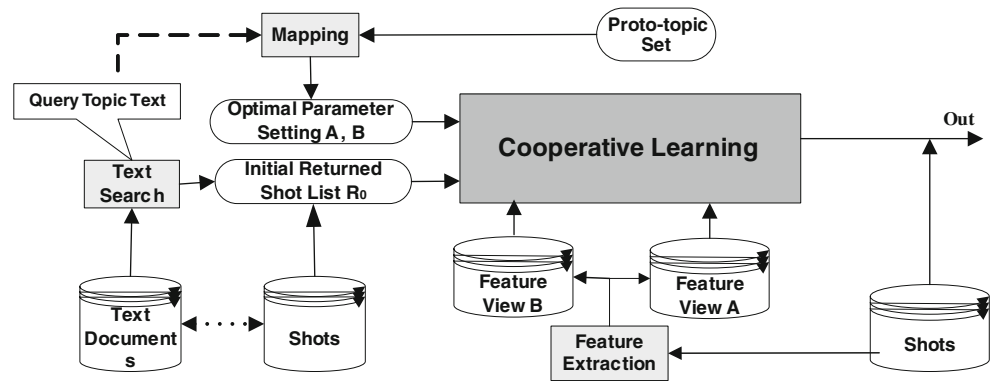 Mapping
Proto-topic
Set
Query Topic Text
Optimal Parameter
Setting A, B
Cooperative Learning
Out
Text
Search
Initial Returned
Shot List R0
Feature
View B
Feature
View A
Text
Document
s
Shots
Feature
Extraction
Shots